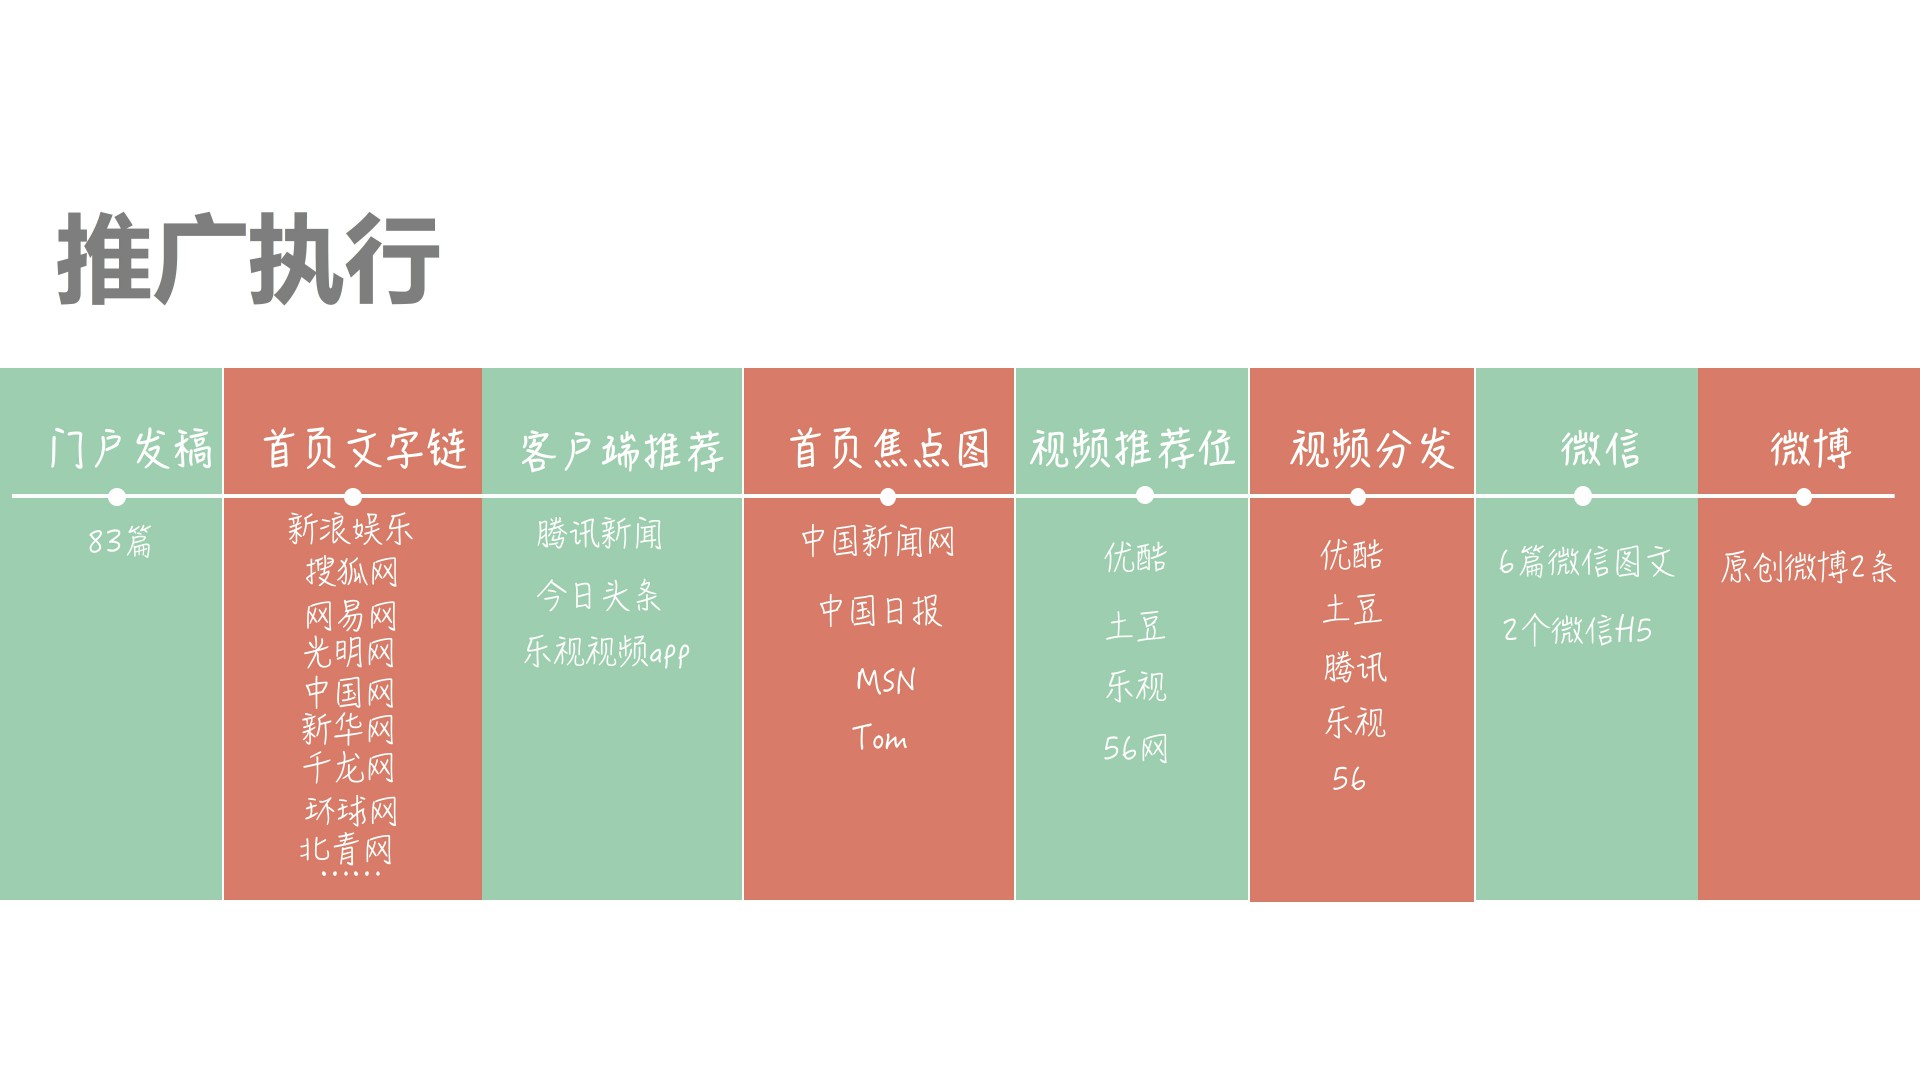 推广执行
门户发稿
83篇
首页文字链
新浪娱乐
搜狐网
网易网
光明网
中国网
新华网
千龙网
环球网
北青网
......
客户端推荐
腾讯新闻
今日头条
乐视视频app
首页焦点图
中国新闻网
中国日报
MSN
Tom
视频推荐位
优酷
土豆
乐视
56网
视频分发
优酷
土豆
腾讯
乐视
56
微信
6篇微信图文
2个微信H5
微博
原创微博2条